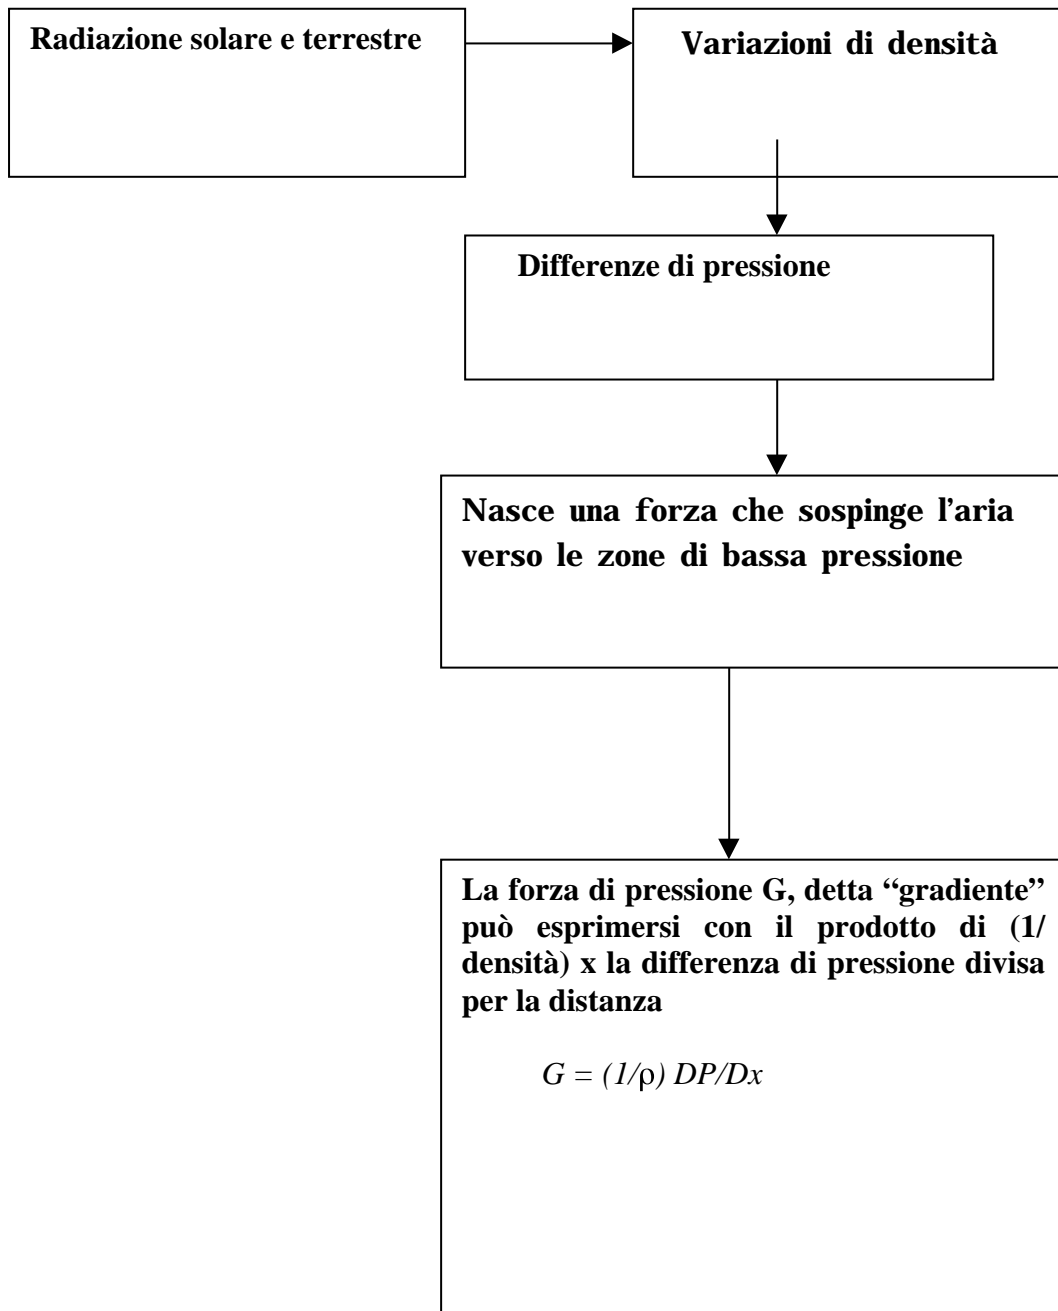 Radiazione solare e terrestre
Variazioni di densità
Differenze di pressione
Nasce una forza che sospinge l'aria
verso le zone di bassa pressione
La forza di pressione G, detta “gradiente”
può esprimersi con il prodotto di (1/
densità) x la differenza di pressione divisa
per la distanza
G = (1/ρ) DP/Dx